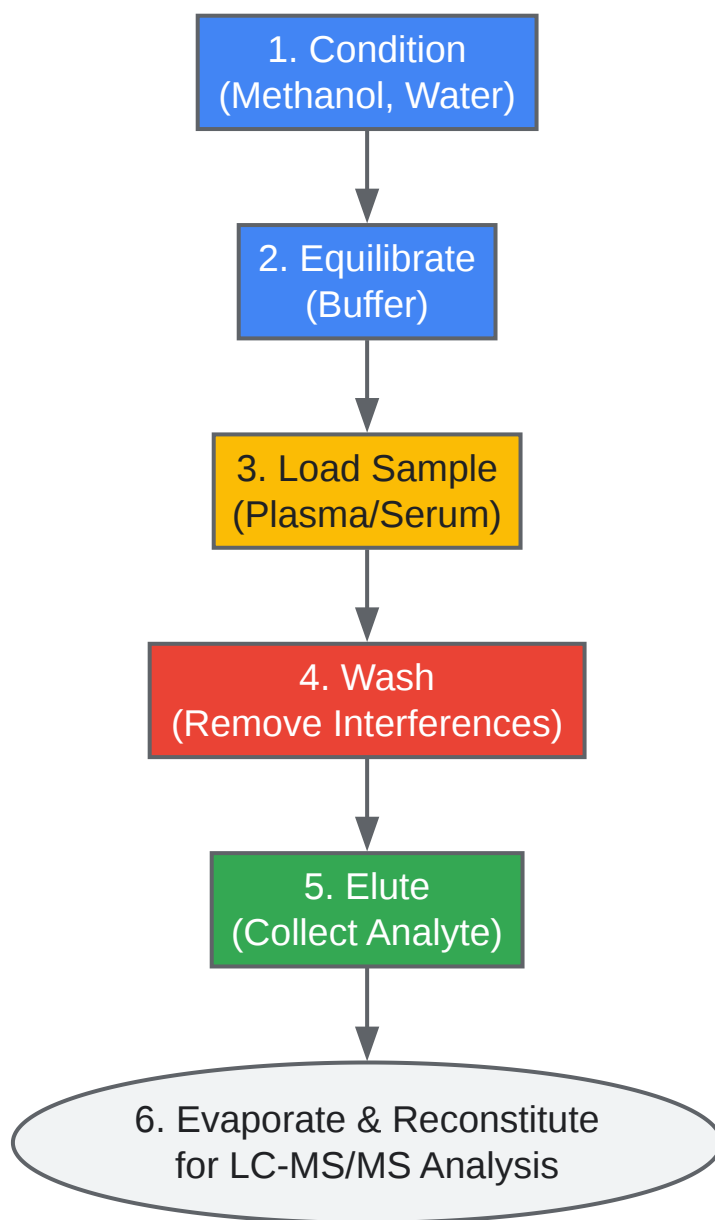 1. Condition
(Methanol, Water)
2. Equilibrate
(Buffer)
3. Load Sample
(Plasma/Serum)
4. Wash
(Remove Interferences)
5. Elute
(Collect Analyte)
6. Evaporate & Reconstitute
for LC-MS/MS Analysis